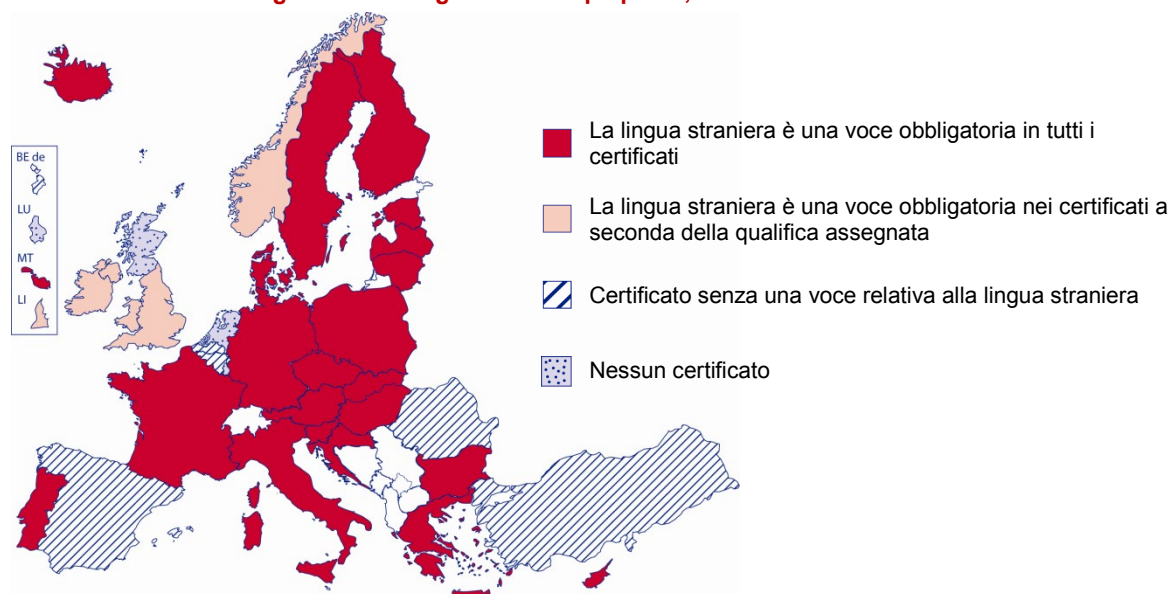 La lingua straniera è una voce obbligatoria in tutti i
certificati
BE de
LU
La lingua straniera è una voce obbligatoria nei certificati a
seconda della qualifica assegnata
MT
LI
Certificato senza una voce relativa alla lingua straniera
Nessun certificato